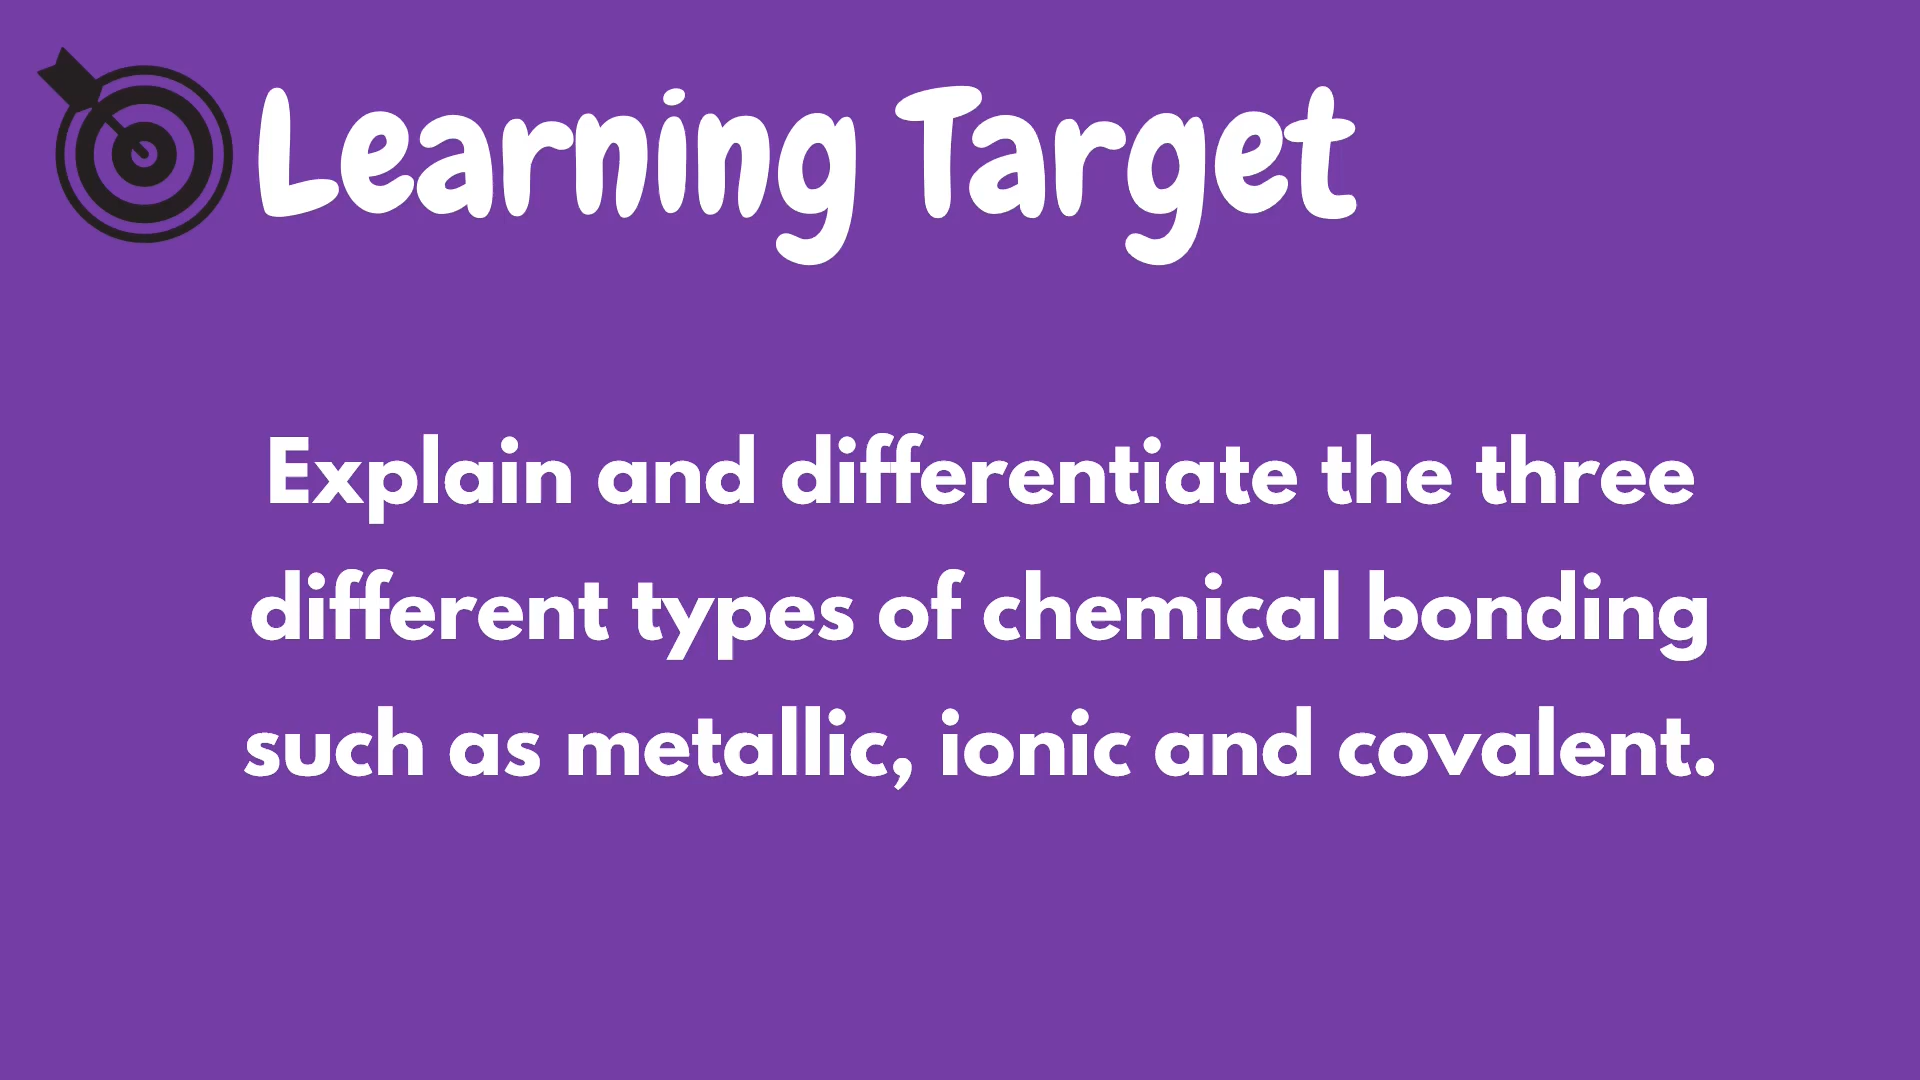 Learning Target
Explain and differentiate the three
different types of chemical bonding
such as metallic, ionic and covalent.